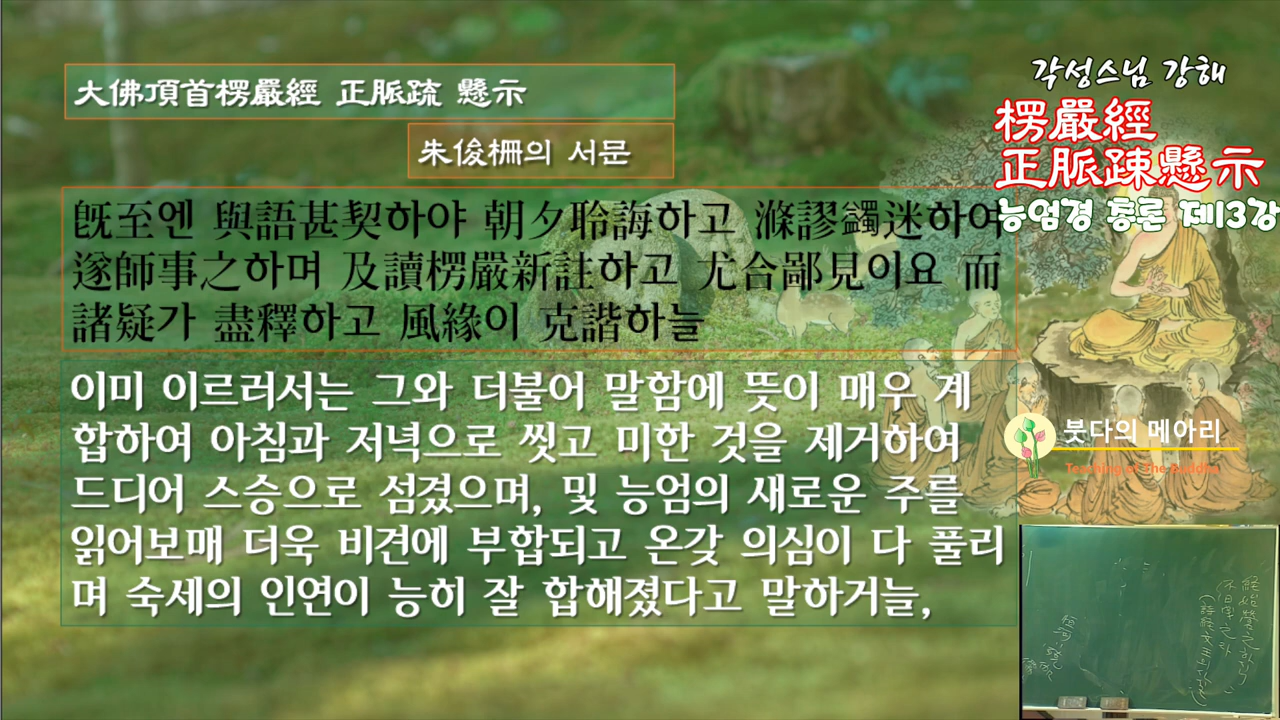 大佛頂首楞嚴經 正脈疏 懸示
朱俊栅의 서문
旣至엔 與語甚契하야 朝夕聆誨하고 滌謬蠲迷하여
遂師事之하며 及讀楞嚴新註하고 尤合鄙見이요 而
諸疑가 盡釋하고 風緣이 克諧하늘
이미 이르러서는 그와 더불어 말함에 뜻이 매우 계
합하여 아침과 저녁으로 씻고 미한 것을 제거하여
드디어 스승으로 섬겼으며, 및 능엄의 새로운 주를
읽어보매 더욱 비견에 부합되고 온갖 의심이 다 풀리
며 숙세의 인연이 능히 잘 합해졌다고 말하거늘,
각성스님 강해
楞嚴經
正脈疎懸示
능엄경 총론 제13강
붓다의 메아리
Teaching of The Buddha